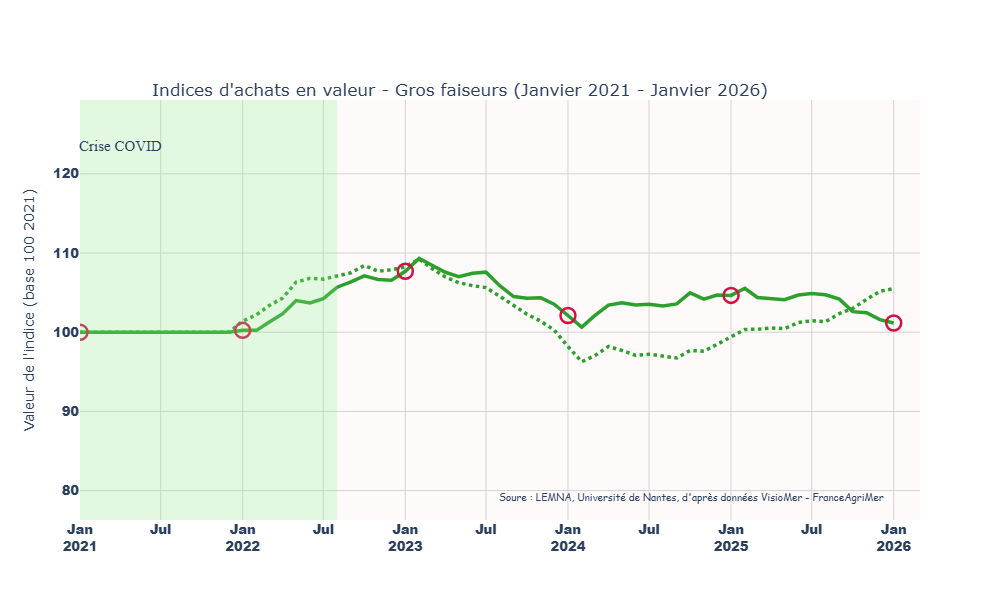 Indices d'achats en valeur - Gros faiseurs (Janvier 2021 - Janvier 2026)
Crise COVID
Valeur de l'Indice (base 100 2021)
120
110
100
90
80
Soure : LEMNA, Université de Nantes, d'après données VisioMer - FranceAgriMer
Jan Jul Jan Jul Jan Jul Jan Jul Jan Jul Jan
2021 2022 2023 2024 2025 2026